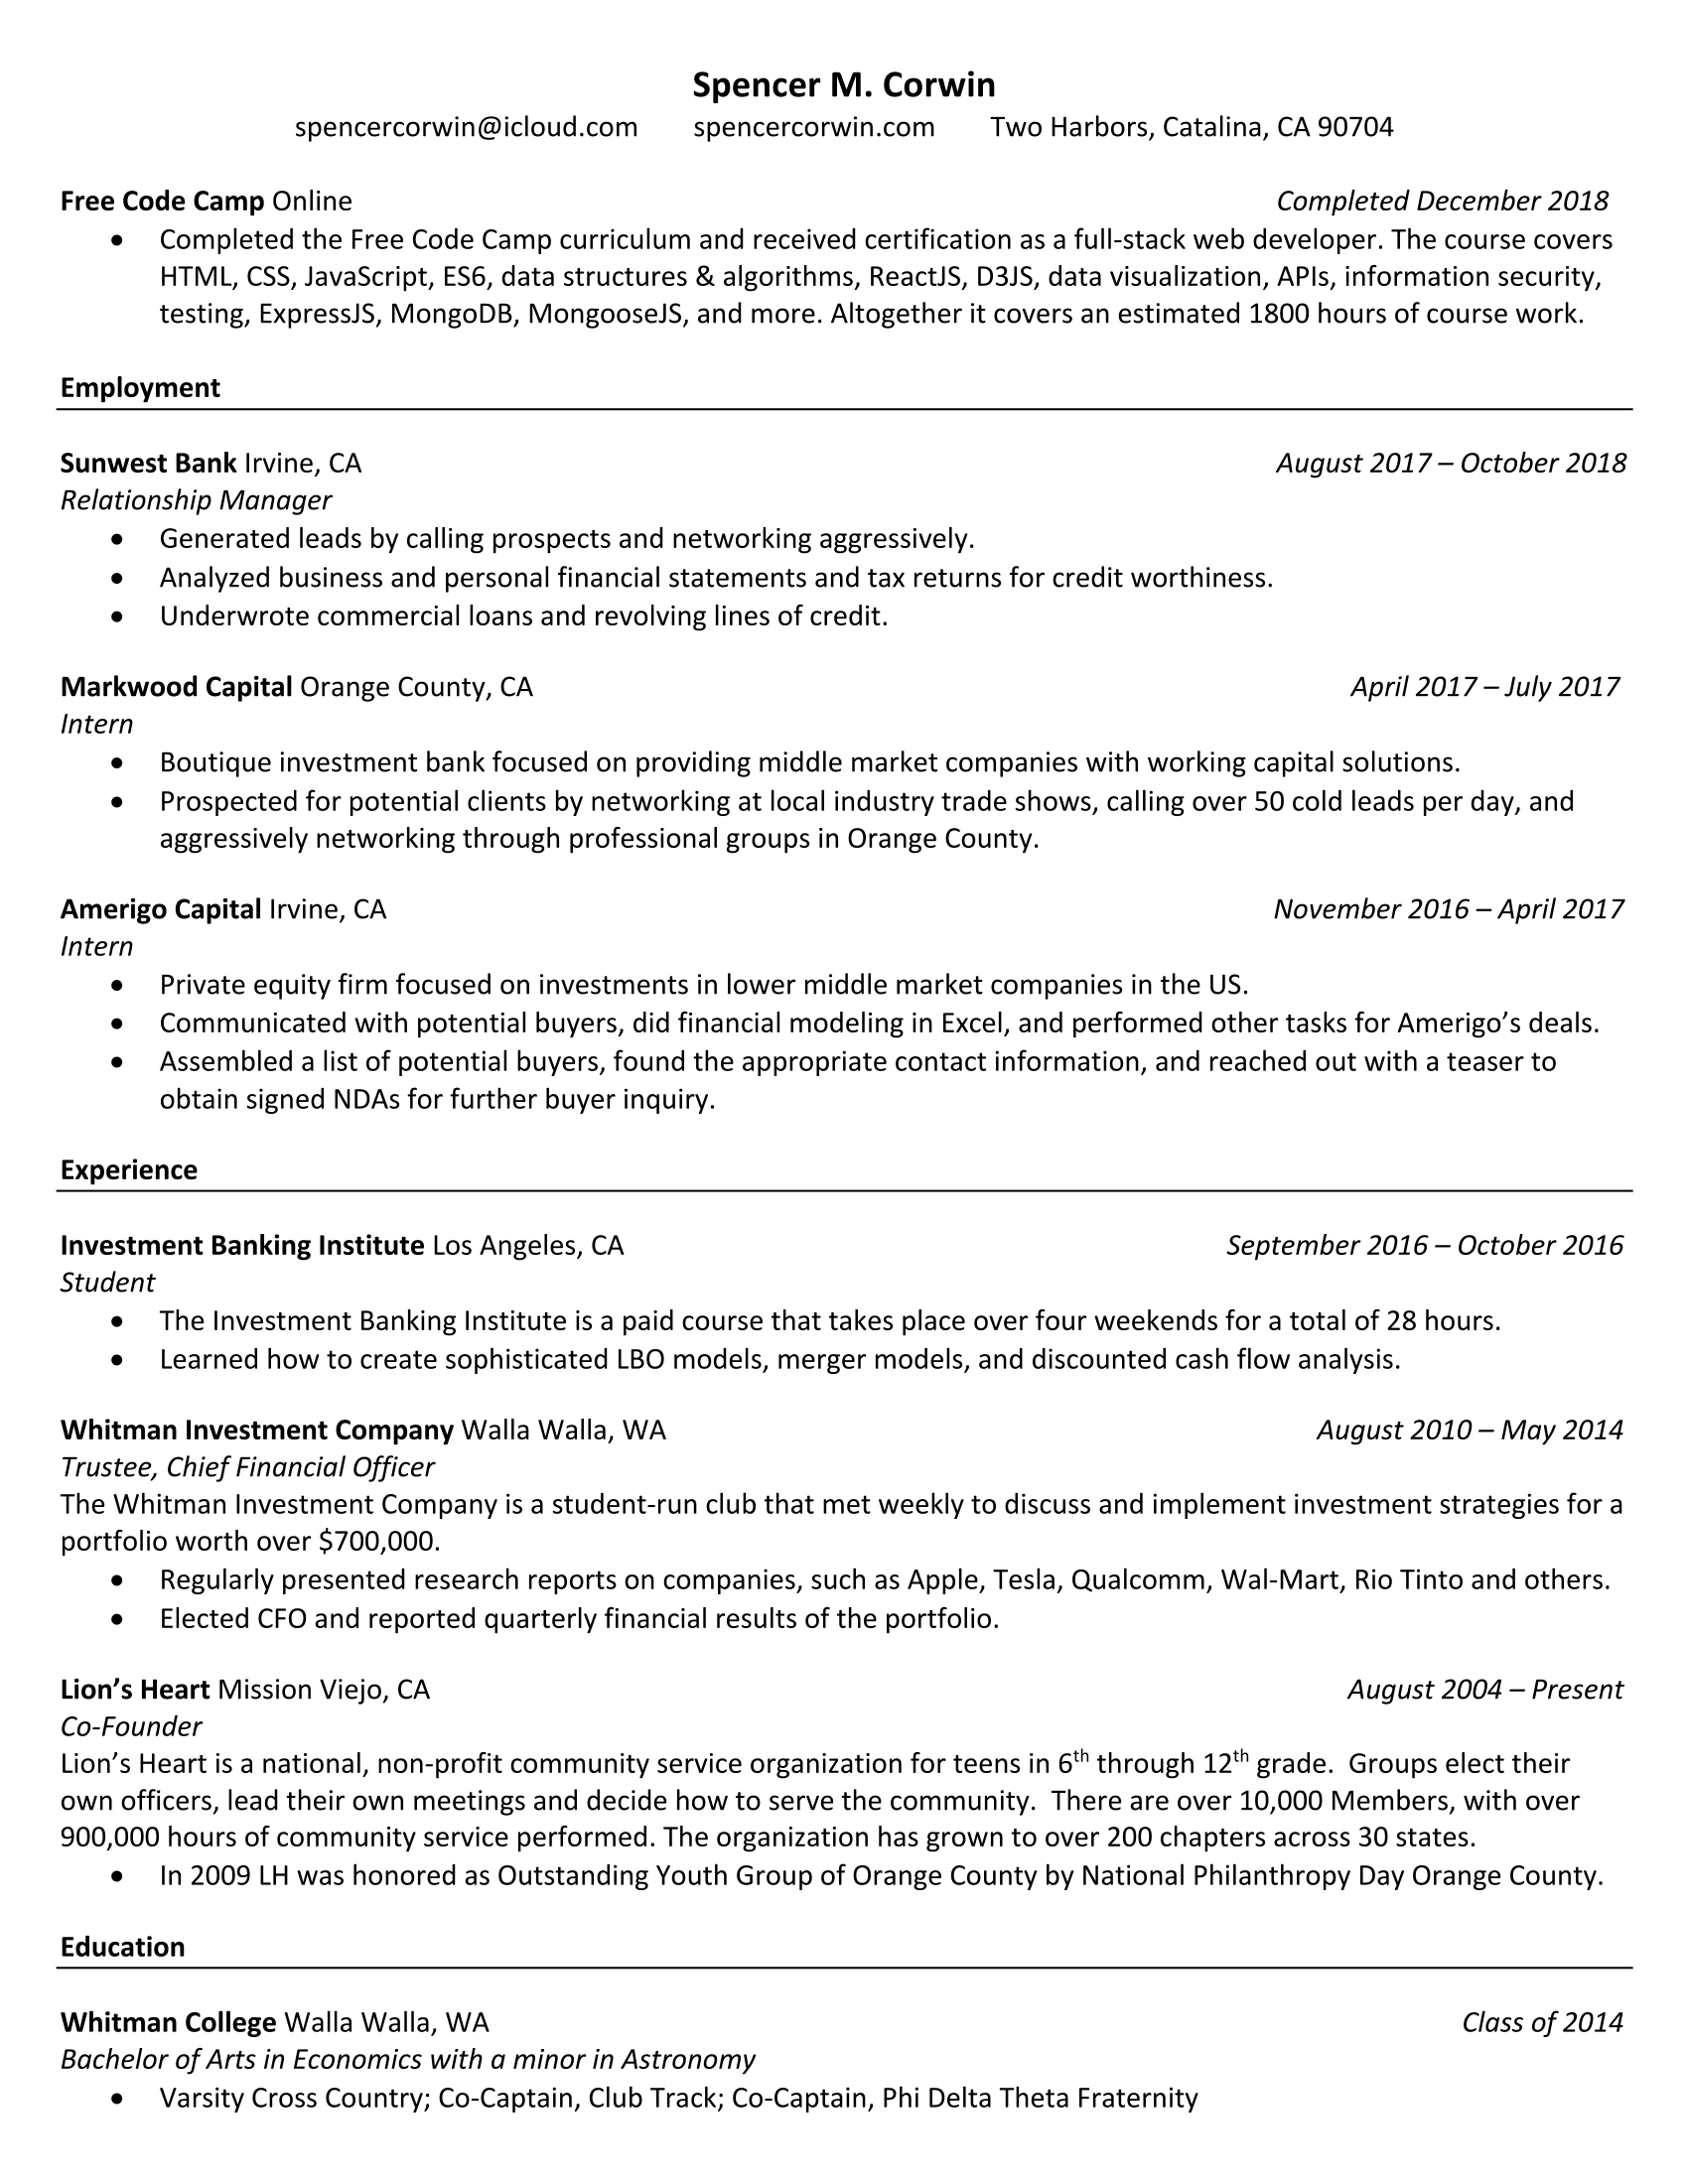 Spencer M. Corwin
spencercorwin@icloud.com spencercorwin.com Two Harbors, Catalina, CA 90704
Free Code Camp Online Completed December 2018
• Completed the Free Code Camp curriculum and received certification as a full-stack web developer. The course covers
HTML, CSS, JavaScript, ES6, data structures & algorithms, ReactJS, D3JS, data visualization, APIs, information security,
testing, ExpressJS, MongoDB, MongooseJS, and more. Altogether it covers an estimated 1800 hours of course work.
Employment
Sunwest Bank Irvine, CA August 2017 – October 2018
Relationship Manager
• Generated leads by calling prospects and networking aggressively.
• Analyzed business and personal financial statements and tax returns for credit worthiness.
• Underwrote commercial loans and revolving lines of credit.
Markwood Capital Orange County, CA April 2017 – July 2017
Intern
• Boutique investment bank focused on providing middle market companies with working capital solutions.
• Prospected for potential clients by networking at local industry trade shows, calling over 50 cold leads per day, and
aggressively networking through professional groups in Orange County.
Amerigo Capital Irvine, CA November 2016 – April 2017
Intern
• Private equity firm focused on investments in lower middle market companies in the US.
• Communicated with potential buyers, did financial modeling in Excel, and performed other tasks for Amerigo’s deals.
• Assembled a list of potential buyers, found the appropriate contact information, and reached out with a teaser to
obtain signed NDAs for further buyer inquiry.
Experience
Investment Banking Institute Los Angeles, CA September 2016 – October 2016
Student
• The Investment Banking Institute is a paid course that takes place over four weekends for a total of 28 hours.
• Learned how to create sophisticated LBO models, merger models, and discounted cash flow analysis.
Whitman Investment Company Walla Walla, WA August 2010 – May 2014
Trustee, Chief Financial Officer
The Whitman Investment Company is a student-run club that met weekly to discuss and implement investment strategies for a
portfolio worth over $700,000.
• Regularly presented research reports on companies, such as Apple, Tesla, Qualcomm, Wal-Mart, Rio Tinto and others.
• Elected CFO and reported quarterly financial results of the portfolio.
Lion’s Heart Mission Viejo, CA August 2004 – Present
Co-Founder
Lion’s Heart is a national, non-profit community service organization for teens in 6th through 12th grade.  Groups elect their
own officers, lead their own meetings and decide how to serve the community.  There are over 10,000 Members, with over
900,000 hours of community service performed. The organization has grown to over 200 chapters across 30 states.
• In 2009 LH was honored as Outstanding Youth Group of Orange County by National Philanthropy Day Orange County.
Education
Whitman College Walla Walla, WA Class of 2014
Bachelor of Arts in Economics with a minor in Astronomy
• Varsity Cross Country; Co-Captain, Club Track; Co-Captain, Phi Delta Theta Fraternity